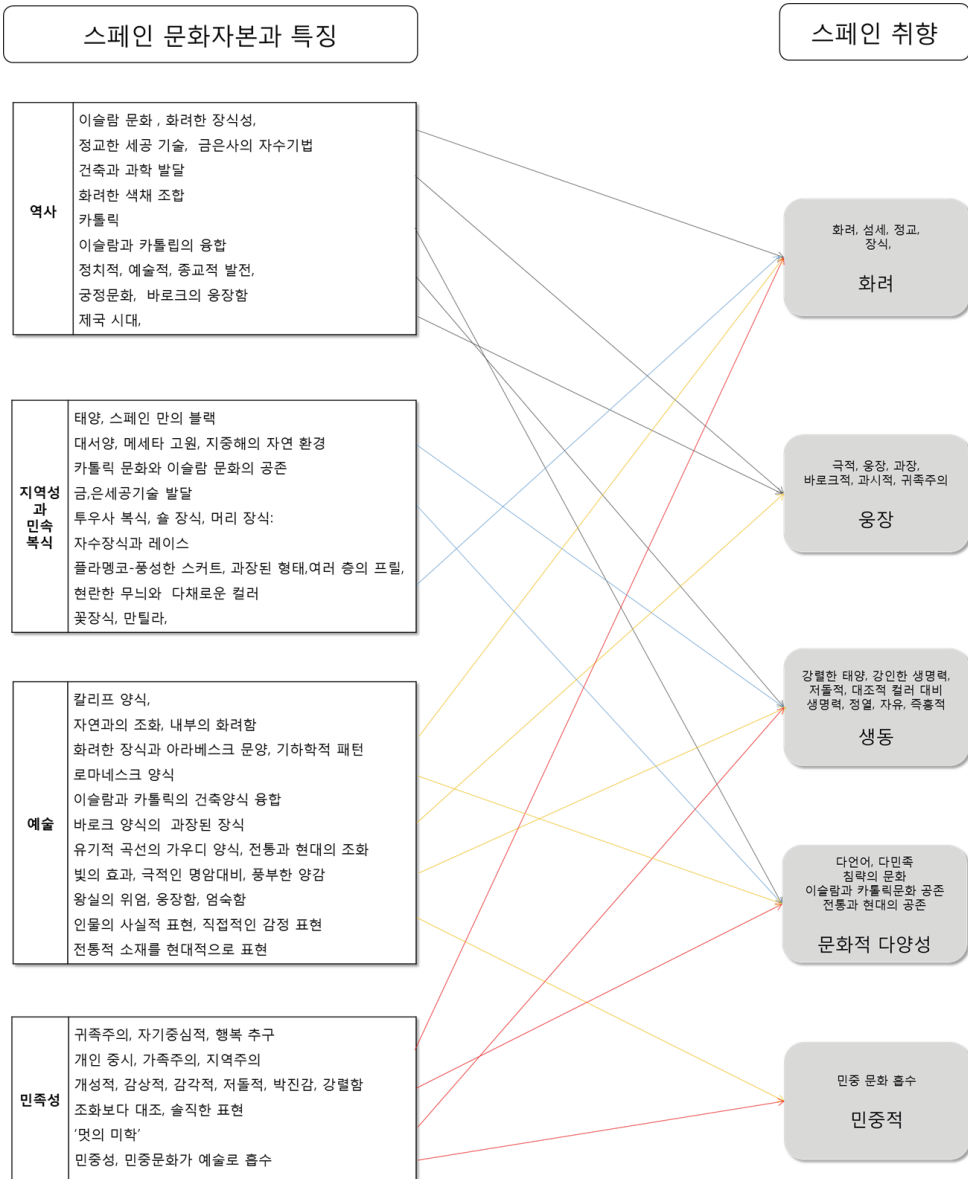 스페인 문화자본과 특징
스페인 취향
역사
이슬람 문화 , 화려한 장식성,
정교한 세공 기술, 금은사의 자수기법
건축과 과학 발달
화려한 색채 조합
카톨릭
이슬람과 카톨립의 융합
정치적, 예술적, 종교적 발전,
궁정문화, 바로크의 웅장함
제국 시대,
지역성
과
민속
복식
태양, 스페인 만의 블랙
대서양, 메세타 고원, 지중해의 자연 환경
카톨릭 문화와 이슬람 문화의 공존
금,은세공기술 발달
투우사 복식, 숄 장식, 머리 장식:
자수장식과 레이스
플라멩코-풍성한 스커트, 과장된 형태,여러 층의 프릴,
현란한 무늬와 다채로운 컬러
꽃장식, 만틸라,
예술
칼리프 양식,
자연과의 조화, 내부의 화려함
화려한 장식과 아라베스크 문양, 기하학적 패턴
로마네스크 양식
이슬람과 카톨릭의 건축양식 융합
바로크 양식의 과장된 장식
유기적 곡선의 가우디 양식, 전통과 현대의 조화
빛의 효과, 극적인 명암대비, 풍부한 양감
왕실의 위엄, 웅장함, 엄숙함
인물의 사실적 표현, 직접적인 감정 표현
전통적 소재를 현대적으로 표현
민족성
귀족주의, 자기중심적, 행복 추구
개인 중시, 가족주의, 지역주의
개성적, 감상적, 감각적, 저돌적, 박진감, 강렬함
조화보다 대조, 솔직한 표현
‘멋의 미학’
민중성, 민중문화가 예술로 흡수
화려, 섬세, 정교,
장식,
화려
극적, 웅장, 과장,
바로크적, 과시적, 귀족주의
웅장
강렬한 태양, 강인한 생명력,
저돌적, 대조적 컬러 대비
생명력, 정열, 자유, 즉흥적
생동
다언어, 다민족
침략의 문화
이슬람과 카톨릭문화 공존
전통과 현대의 공존
문화적 다양성
민중 문화 흡수
민중적